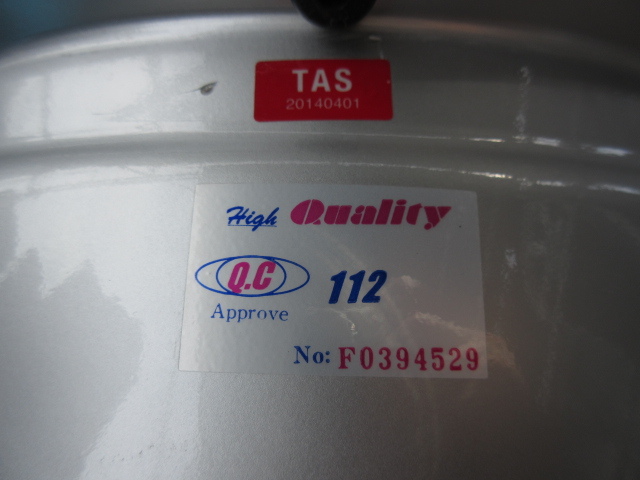 TAS
20140401
High Quality
Q.C 112
Approve
No: F0394529